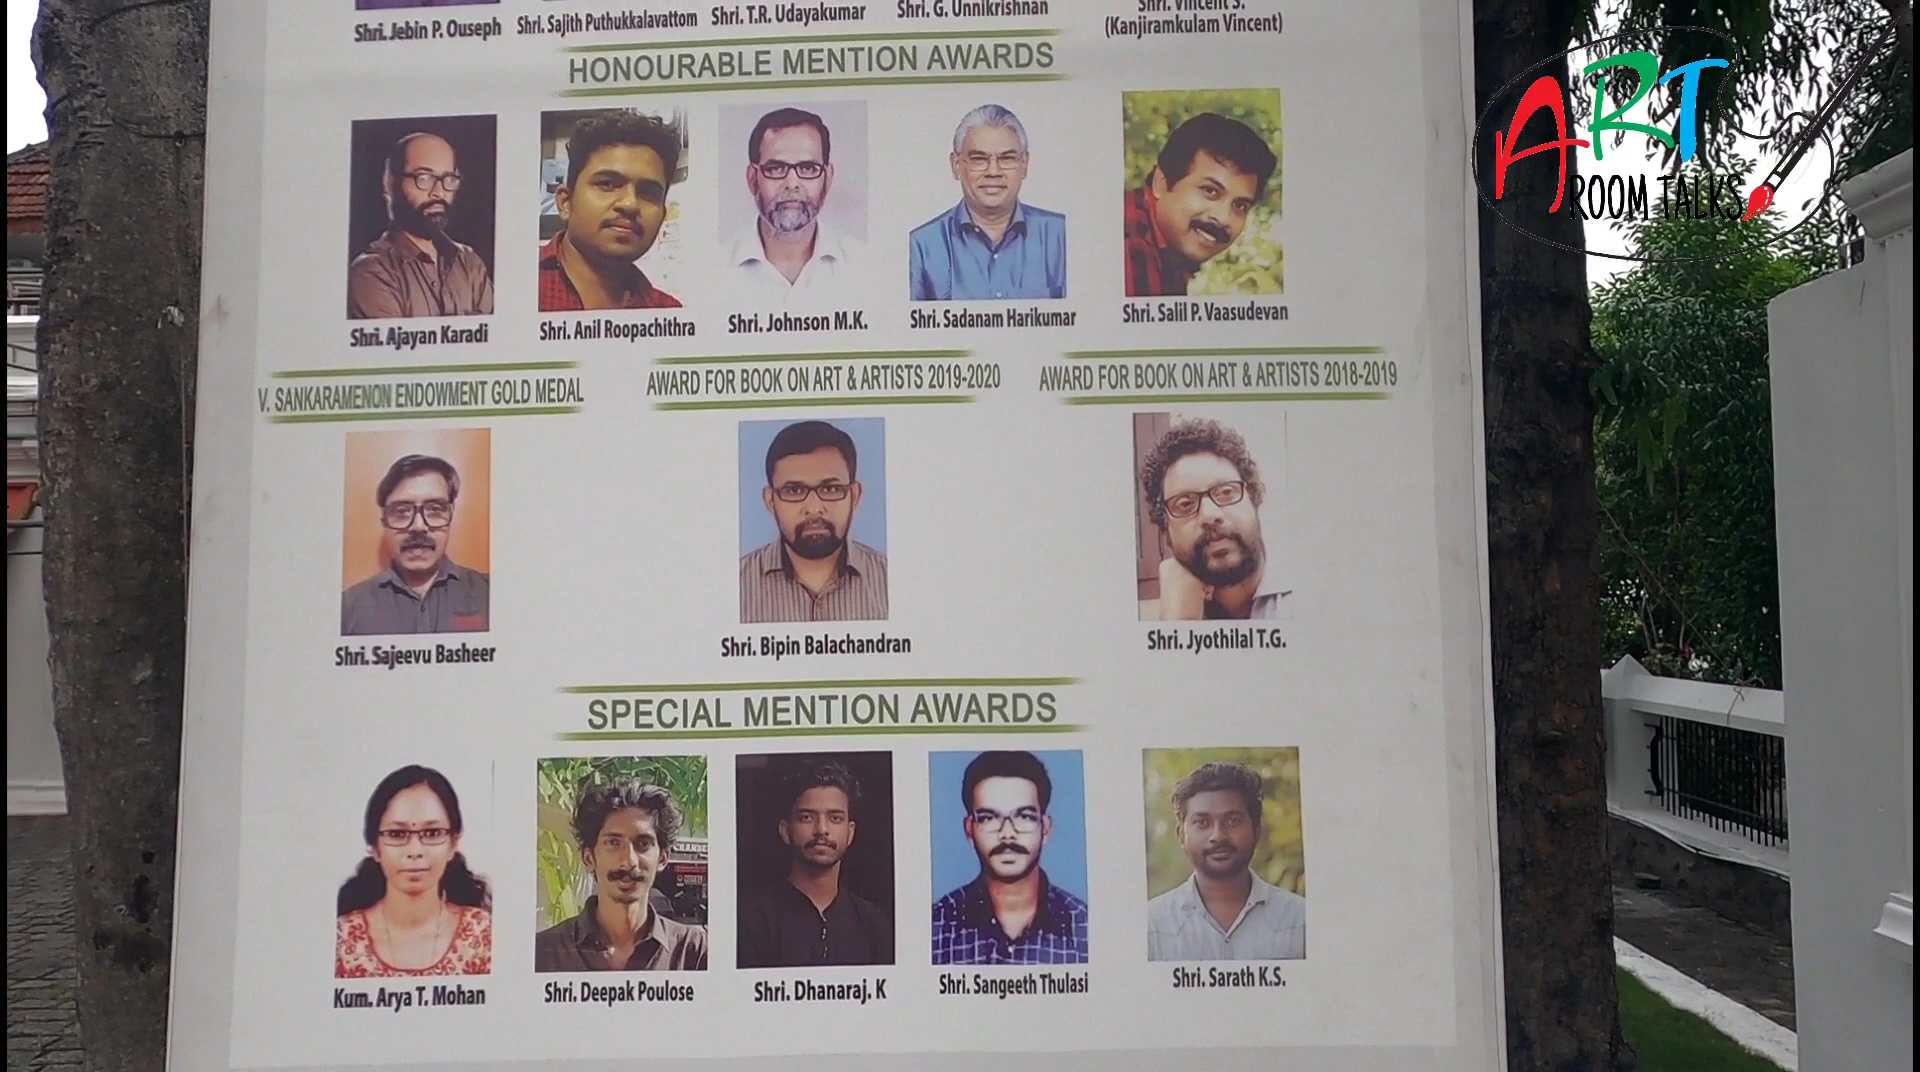 Shri. Jebin P. Ouseph
Shri. Sajith Puthukkalavattom
Shri. T.R. Udayakumar
Shri. G. Unnikrishnan
Shri. Vincent S.
(Kanjiramkulam Vincent)
HONOURABLE MENTION AWARDS
ART
ROOM TALKS
Shri. Ajayan Karadi
Shri. Anil Roopachithra
Shri. Johnson M.K.
Shri. Sadanam Harikumar
Shri. Salil P. Vaasudevan
V. SANKARAMENON ENDOWMENT GOLD MEDAL
AWARD FOR BOOK ON ART & ARTISTS 2019-2020
AWARD FOR BOOK ON ART & ARTISTS 2018-2019
Shri. Sajeevu Basheer
Shri. Bipin Balachandran
Shri. Jyothilal T.G.
SPECIAL MENTION AWARDS
Kum. Arya T. Mohan
Shri. Deepak Poulose
Shri. Dhanaraj. K
Shri. Sangeeth Thulasi
Shri. Sarath K.S.